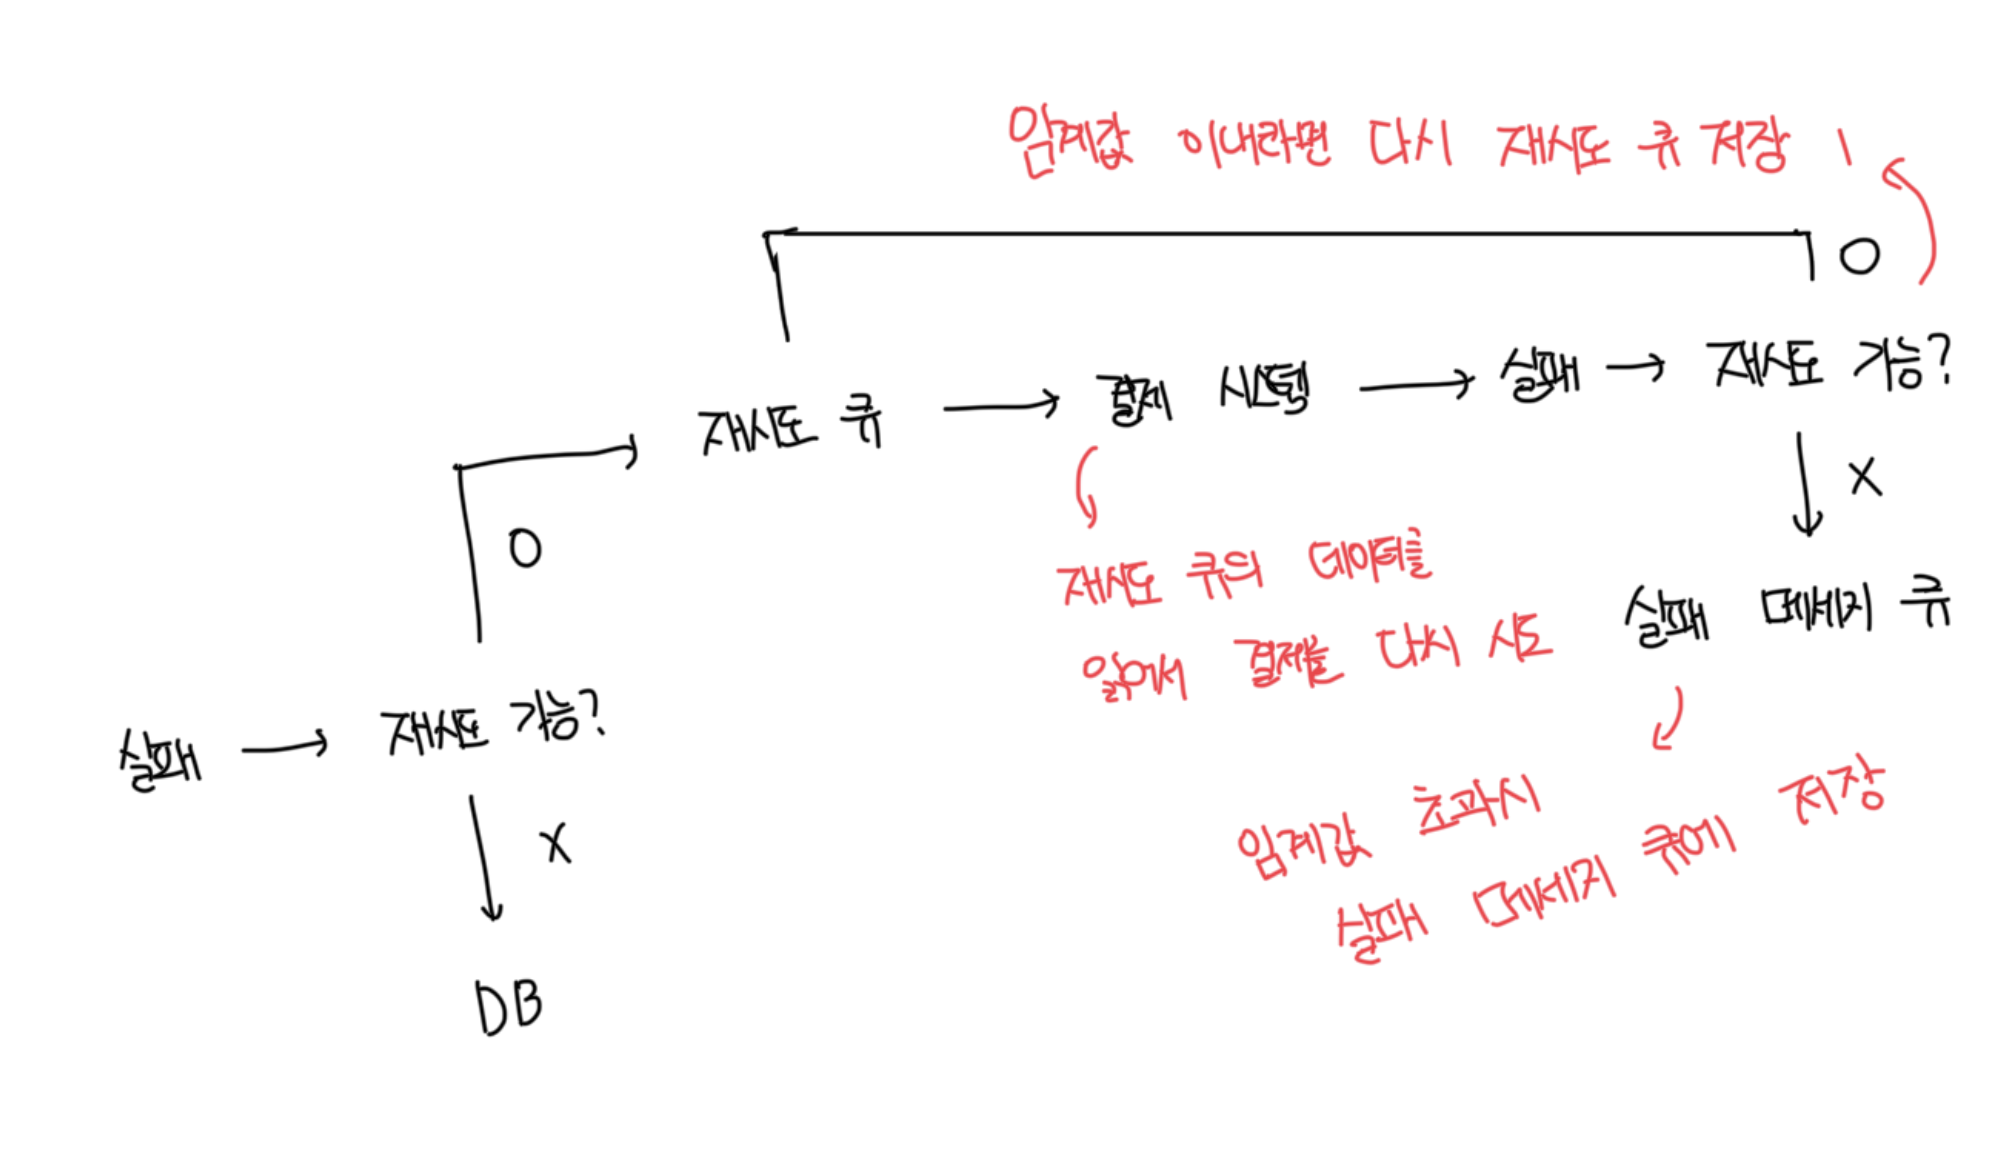 임계값 이내라면 다시 재시도 큐 저장
O
재시도 큐 → 결제 시스템 → 실패 → 재시도 가능?
O
X
재시도 큐의 데이터를
읽어서 결제를 다시 시도
실패 메세지 큐
실패 → 재시도 가능?
X
DB
임계값 초과시
실패 메세지 큐에 저장